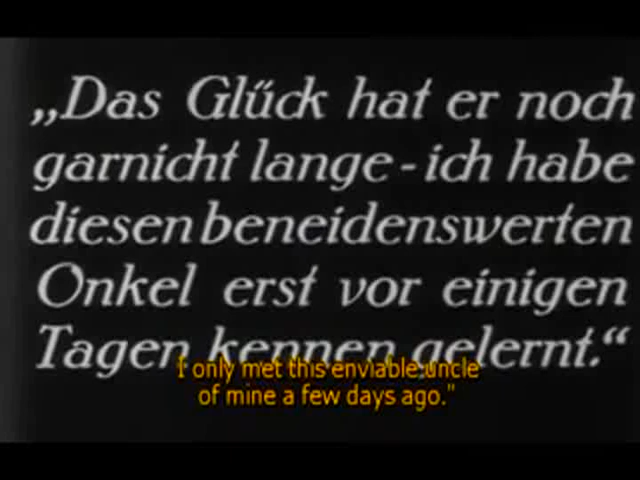 „Das Glück hat er noch
garnicht lange - ich habe
diesen beneidenswerten
Onkel erst vor einigen
Tagen kennen gelernt.“
I only met this enviable uncle
of mine a few days ago."